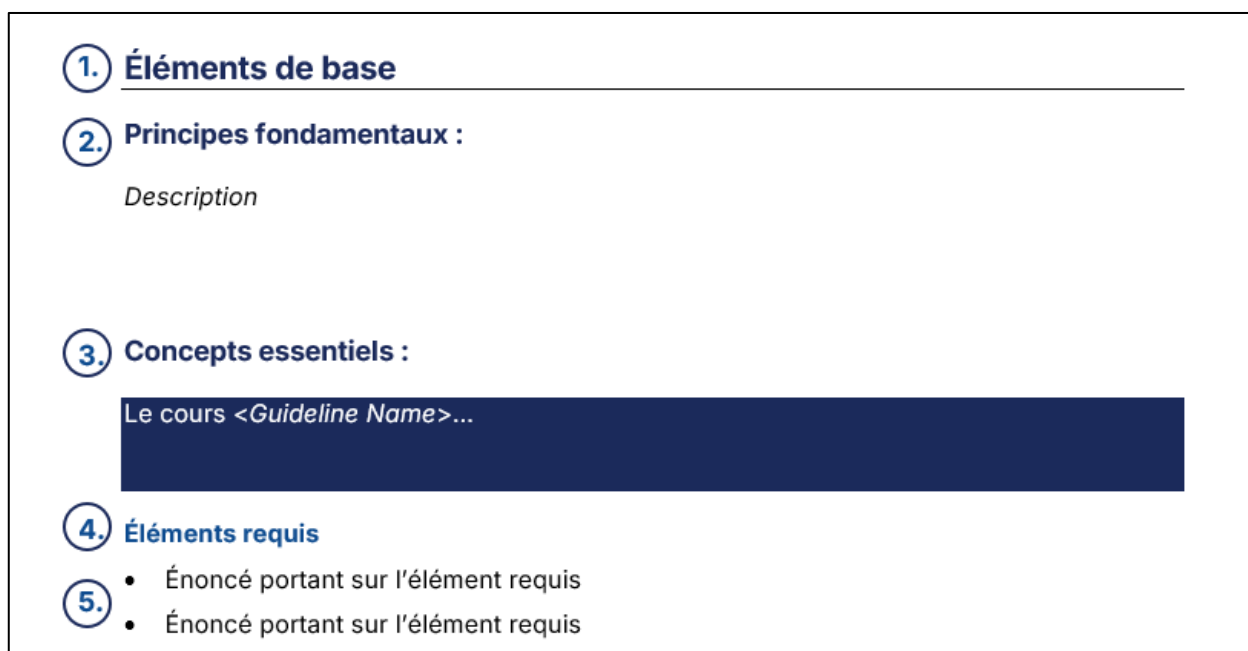 1. Éléments de base
2. Principes fondamentaux :
Description
3. Concepts essentiels :
Le cours <Guideline Name>...
4. Éléments requis
5. • Énoncé portant sur l’élément requis
• Énoncé portant sur l’élément requis